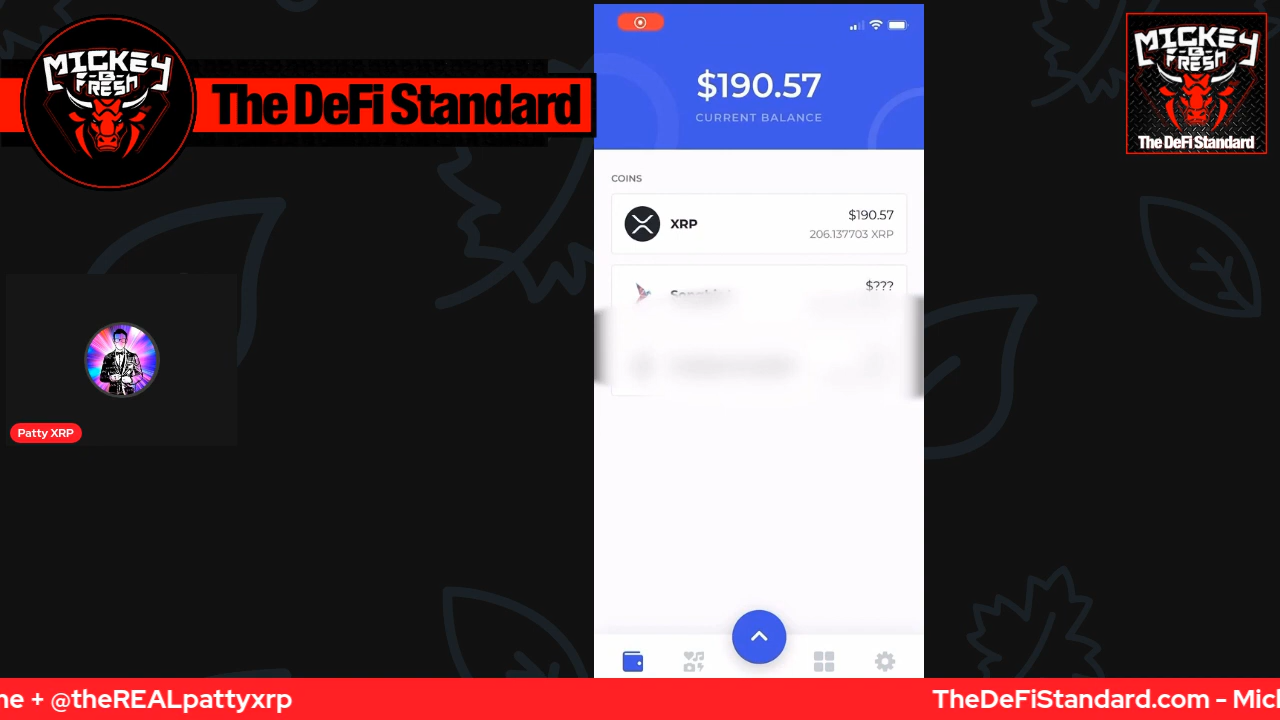 MICKEY
-B-
FRESH
The DeFi Standard
$190.57
CURRENT BALANCE
MICKEY
-B-
FRESH
The DeFi Standard
COINS
XRP
$190.57
206.137703 XRP
$???
Patty XRP
ne + @theREALpattyxrp
TheDeFiStandard.com - Mick